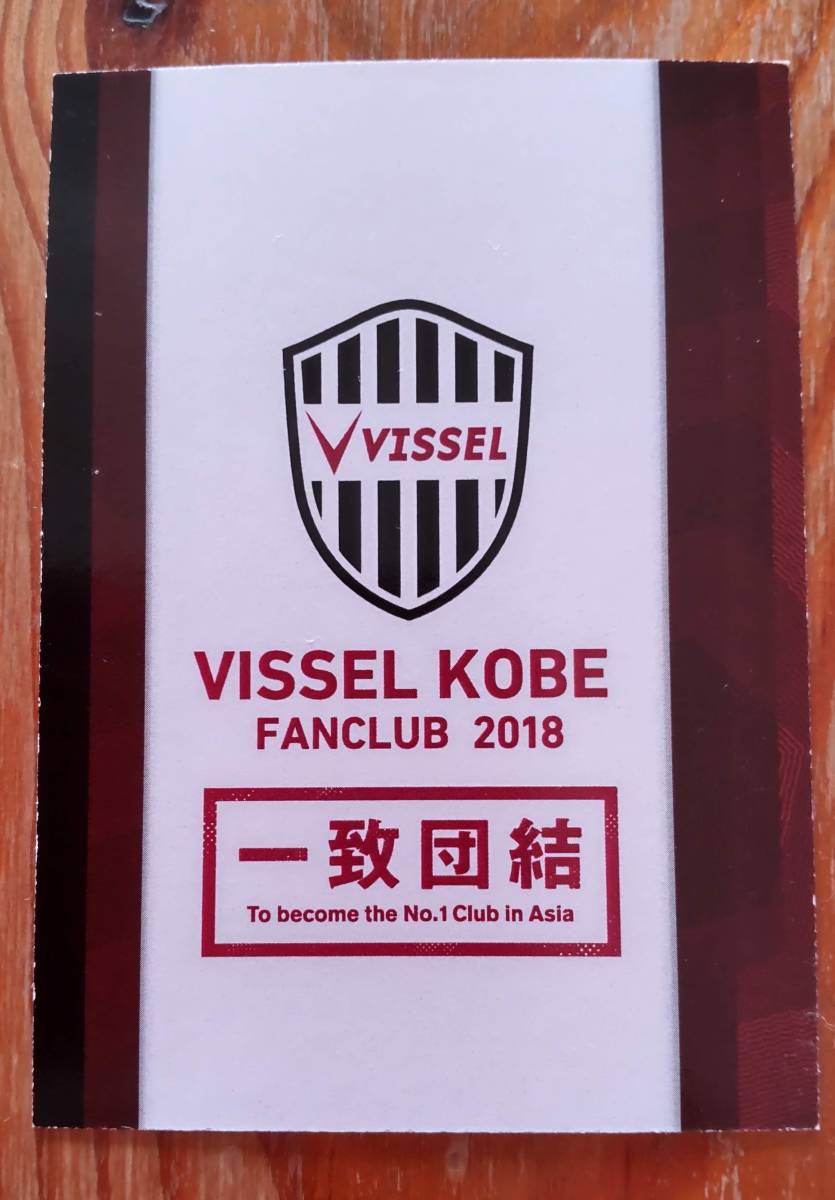 VISSEL
VISSEL KOBE
FANCLUB 2018
一致団結
To become the No.1 Club in Asia